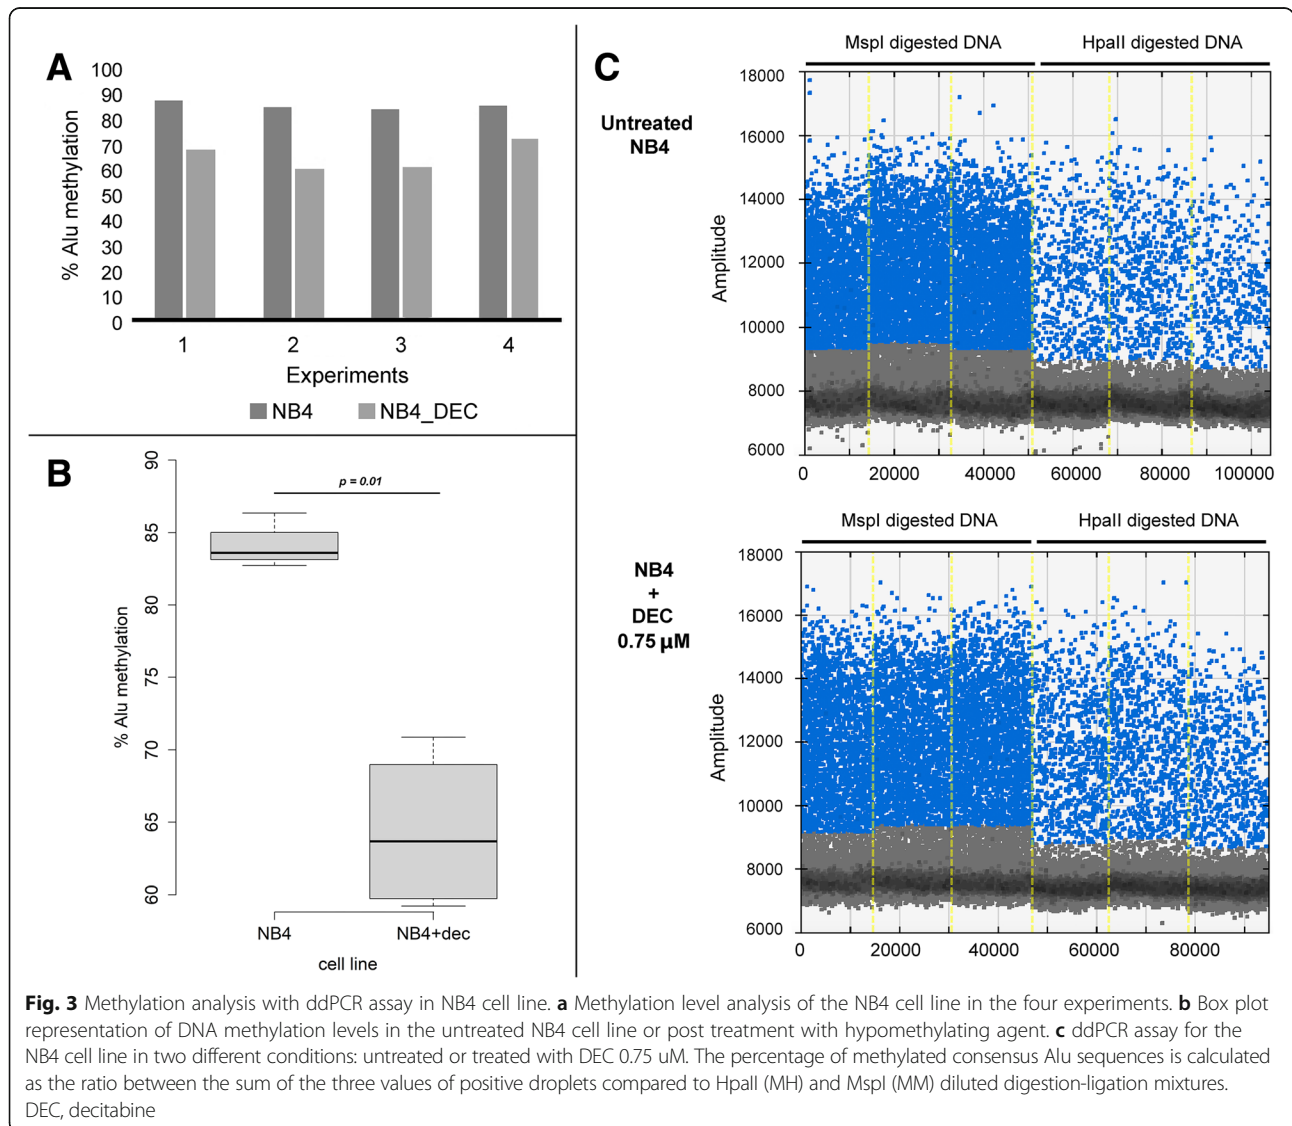 A
100
90
80
70
60
50
40
30
20
10
0
% Alu methylation
1 2 3 4
Experiments
NB4 NB4_DEC
B
90
85
80
75
70
65
60
% Alu methylation
p = 0.01
NB4 NB4+dec
cell line
C
MspI digested DNA HpaII digested DNA
Untreated
NB4
18000
16000
14000
12000
10000
8000
6000
Amplitude
0 20000 40000 60000 80000 100000
MspI digested DNA HpaII digested DNA
NB4
+
DEC
0.75 µM
18000
16000
14000
12000
10000
8000
6000
Amplitude
0 20000 40000 60000 80000
Fig. 3 Methylation analysis with ddPCR assay in NB4 cell line. a Methylation level analysis of the NB4 cell line in the four experiments. b Box plot
representation of DNA methylation levels in the untreated NB4 cell line or post treatment with hypomethylating agent. c ddPCR assay for the
NB4 cell line in two different conditions: untreated or treated with DEC 0.75 uM. The percentage of methylated consensus Alu sequences is calculated
as the ratio between the sum of the three values of positive droplets compared to HpaII (MH) and MspI (MM) diluted digestion-ligation mixtures.
DEC, decitabine